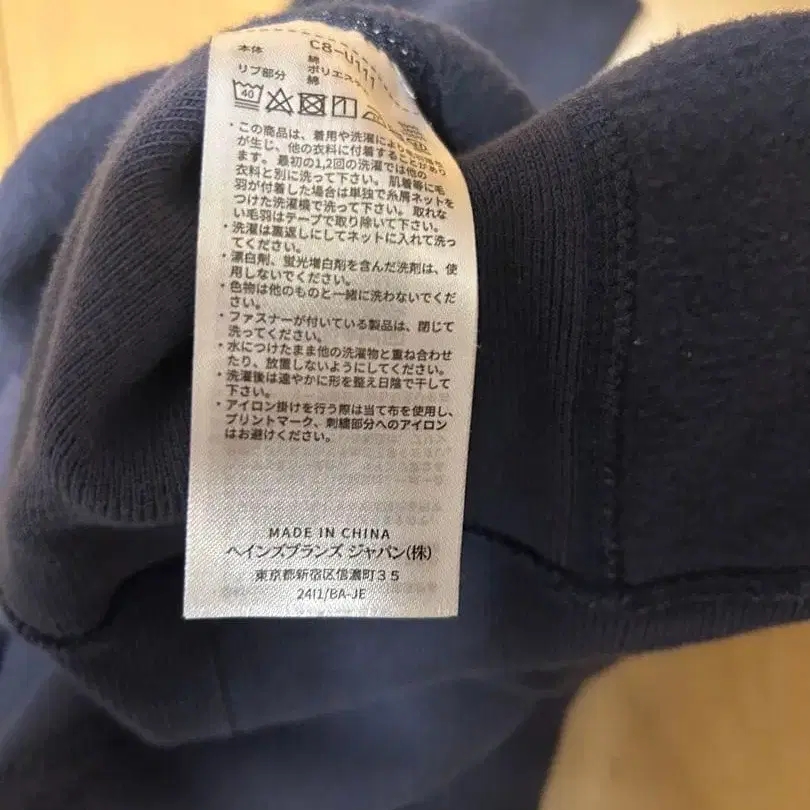 C8-U111
本体 綿
ポリエステ
リブ部分 綿
40
・この商品は、着用や洗濯により毛羽
が生じ、他の衣料に付着することがあり
ます。最初の1,2回の洗濯では他の
衣料と別に洗って下さい。肌着等に毛
羽が付着した場合は単独で糸屑ネットを
つけた洗濯機で洗って下さい。取れな
い毛羽はテープで取り除いて下さい。
・洗濯は裏返しにしてネットに入れて洗っ
てください。
・漂白剤、蛍光増白剤を含んだ洗剤は、使
用しないでください。
・色物は他のものと一緒に洗わないでくだ
さい。
・ファスナーが付いている製品は、閉じて
洗ってください。
・水につけたまま他の洗濯物と重ね合わせ
たり、放置しないようにしてください。
・洗濯後は速やかに形を整え日陰で干して
下さい。
・アイロン掛けを行う際は当て布を使用し、
プリントマーク、刺繍部分へのアイロン
はお避けください。
MADE IN CHINA
ヘインズブランズ ジャパン(株)
東京都新宿区信濃町35
24I1/BA-JE